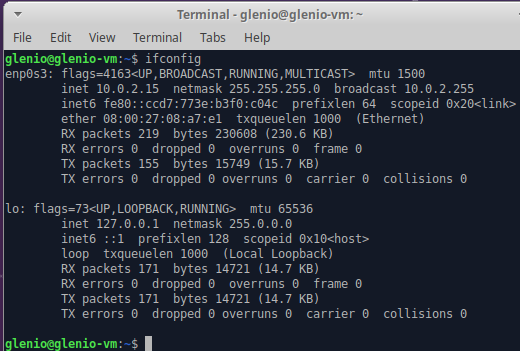 Terminal - glenio@glenio-vm: ~
File Edit View Terminal Tabs Help
glenio@glenio-vm:~$ ifconfig
enp0s3: flags=4163<UP,BROADCAST,RUNNING,MULTICAST>  mtu 1500
        inet 10.0.2.15  netmask 255.255.255.0  broadcast 10.0.2.255
        inet6 fe80::ccd7:773e:b3f0:c04c  prefixlen 64  scopeid 0x20<link>
        ether 08:00:27:08:a7:e1  txqueuelen 1000  (Ethernet)
        RX packets 219  bytes 230608 (230.6 KB)
        RX errors 0  dropped 0  overruns 0  frame 0
        TX packets 155  bytes 15749 (15.7 KB)
        TX errors 0  dropped 0 overruns 0  carrier 0  collisions 0
lo: flags=73<UP,LOOPBACK,RUNNING>  mtu 65536
        inet 127.0.0.1  netmask 255.0.0.0
        inet6 ::1  prefixlen 128  scopeid 0x10<host>
        loop  txqueuelen 1000  (Local Loopback)
        RX packets 171  bytes 14721 (14.7 KB)
        RX errors 0  dropped 0  overruns 0  frame 0
        TX packets 171  bytes 14721 (14.7 KB)
        TX errors 0  dropped 0 overruns 0  carrier 0  collisions 0
glenio@glenio-vm:~$